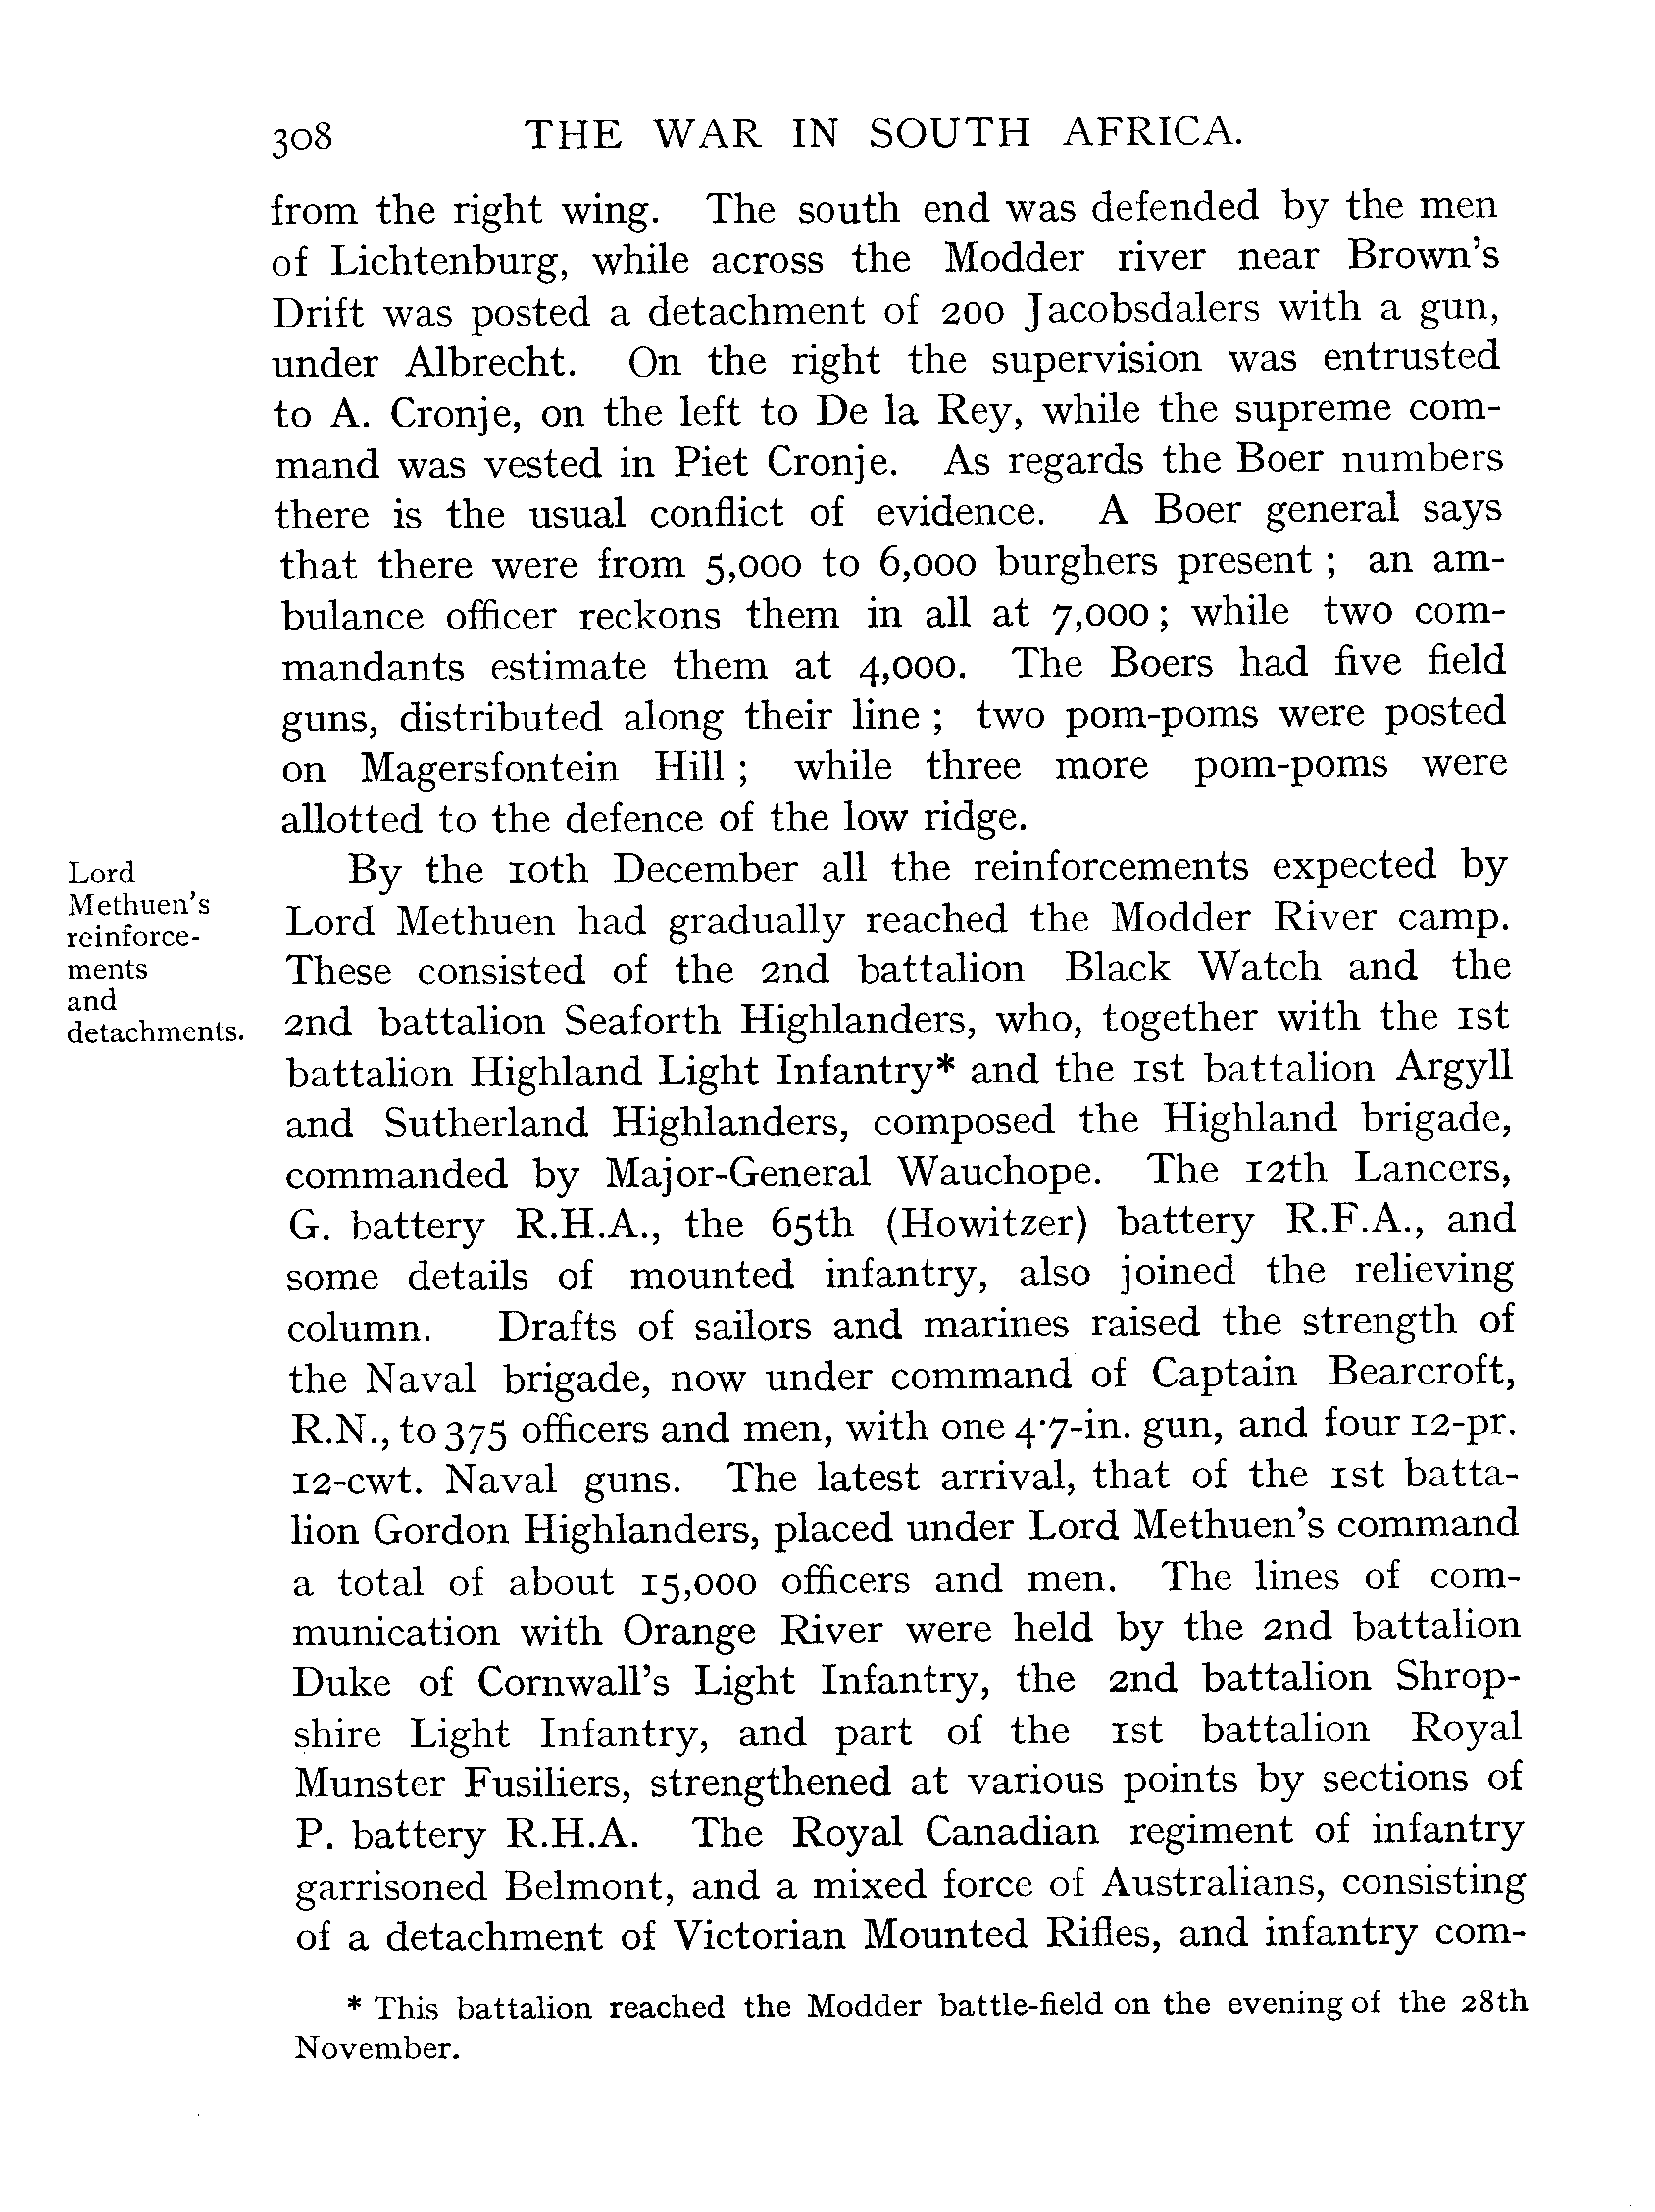 308 THE WAR IN SOUTH AFRICA.
from the right wing. The south end was defended by the men
of Lichtenburg, while across the Modder river near Brown's
Drift was posted a detachment of 200 Jacobsdalers with a gun,
under Albrecht. On the right the supervision was entrusted
to A. Cronje, on the left to De la Rey, while the supreme com-
mand was vested in Piet Cronje. As regards the Boer numbers
there is the usual conflict of evidence. A Boer general says
that there were from 5,000 to 6,000 burghers present ; an am-
bulance officer reckons them in all at 7,000 ; while two com-
mandants estimate them at 4,000. The Boers had five field
guns, distributed along their line ; two pom-poms were posted
on Magersfontein Hill ; while three more pom-poms were
allotted to the defence of the low ridge.
Lord
Methuen's
reinforce-
ments
and
detachments.
By the 10th December all the reinforcements expected by
Lord Methuen had gradually reached the Modder River camp.
These consisted of the 2nd battalion Black Watch and the
2nd battalion Seaforth Highlanders, who, together with the 1st
battalion Highland Light Infantry* and the 1st battalion Argyll
and Sutherland Highlanders, composed the Highland brigade,
commanded by Major-General Wauchope. The 12th Lancers,
G. battery R.H.A., the 65th (Howitzer) battery R.F.A., and
some details of mounted infantry, also joined the relieving
column. Drafts of sailors and marines raised the strength of
the Naval brigade, now under command of Captain Bearcroft,
R.N., to 375 officers and men, with one 4·7-in. gun, and four 12-pr.
12-cwt. Naval guns. The latest arrival, that of the 1st batta-
lion Gordon Highlanders, placed under Lord Methuen's command
a total of about 15,000 officers and men. The lines of com-
munication with Orange River were held by the 2nd battalion
Duke of Cornwall's Light Infantry, the 2nd battalion Shrop-
shire Light Infantry, and part of the 1st battalion Royal
Munster Fusiliers, strengthened at various points by sections of
P. battery R.H.A. The Royal Canadian regiment of infantry
garrisoned Belmont, and a mixed force of Australians, consisting
of a detachment of Victorian Mounted Rifles, and infantry com-
* This battalion reached the Modder battle-field on the evening of the 28th
November.